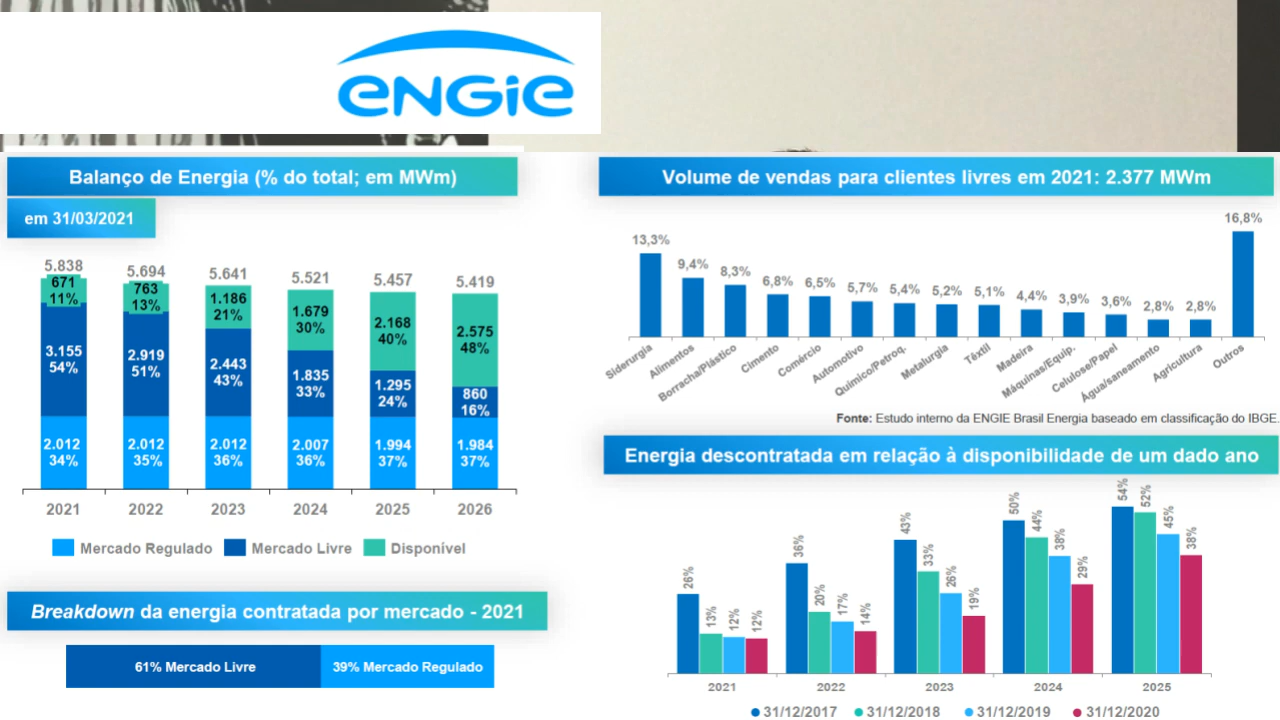 ENGIE
Balanço de Energia (% do total; em MWm)
em 31/03/2021
5.838 5.694 5.641 5.521 5.457 5.419
671 11% 763 13% 1.186 21% 1.679 30% 2.168 40% 2.575 48%
3.155 54% 2.919 51% 2.443 43% 1.835 33% 1.295 24% 860 16%
2.012 34% 2.012 35% 2.012 36% 2.007 36% 1.994 37% 1.984 37%
2021 2022 2023 2024 2025 2026
Mercado Regulado Mercado Livre Disponível
Breakdown da energia contratada por mercado - 2021
61% Mercado Livre 39% Mercado Regulado
Volume de vendas para clientes livres em 2021: 2.377 MWm
13,3% 9,4% 8,3% 6,8% 6,5% 5,7% 5,4% 5,2% 5,1% 4,4% 3,9% 3,6% 2,8% 2,8% 16,8%
Siderurgia Alimentos Borracha/Plástico Cimento Comércio Automotivo Químico/Petroq. Metalurgia Têxtil Madeira Máquinas/Equip. Celulose/Papel Água/saneamento Agricultura Outros
Fonte: Estudo interno da ENGIE Brasil Energia baseado em classificação do IBGE.
Energia descontratada em relação à disponibilidade de um dado ano
26% 13% 12% 12% 36% 20% 17% 14% 43% 33% 26% 19% 50% 44% 38% 29% 54% 52% 45% 38%
2021 2022 2023 2024 2025
31/12/2017 31/12/2018 31/12/2019 31/12/2020